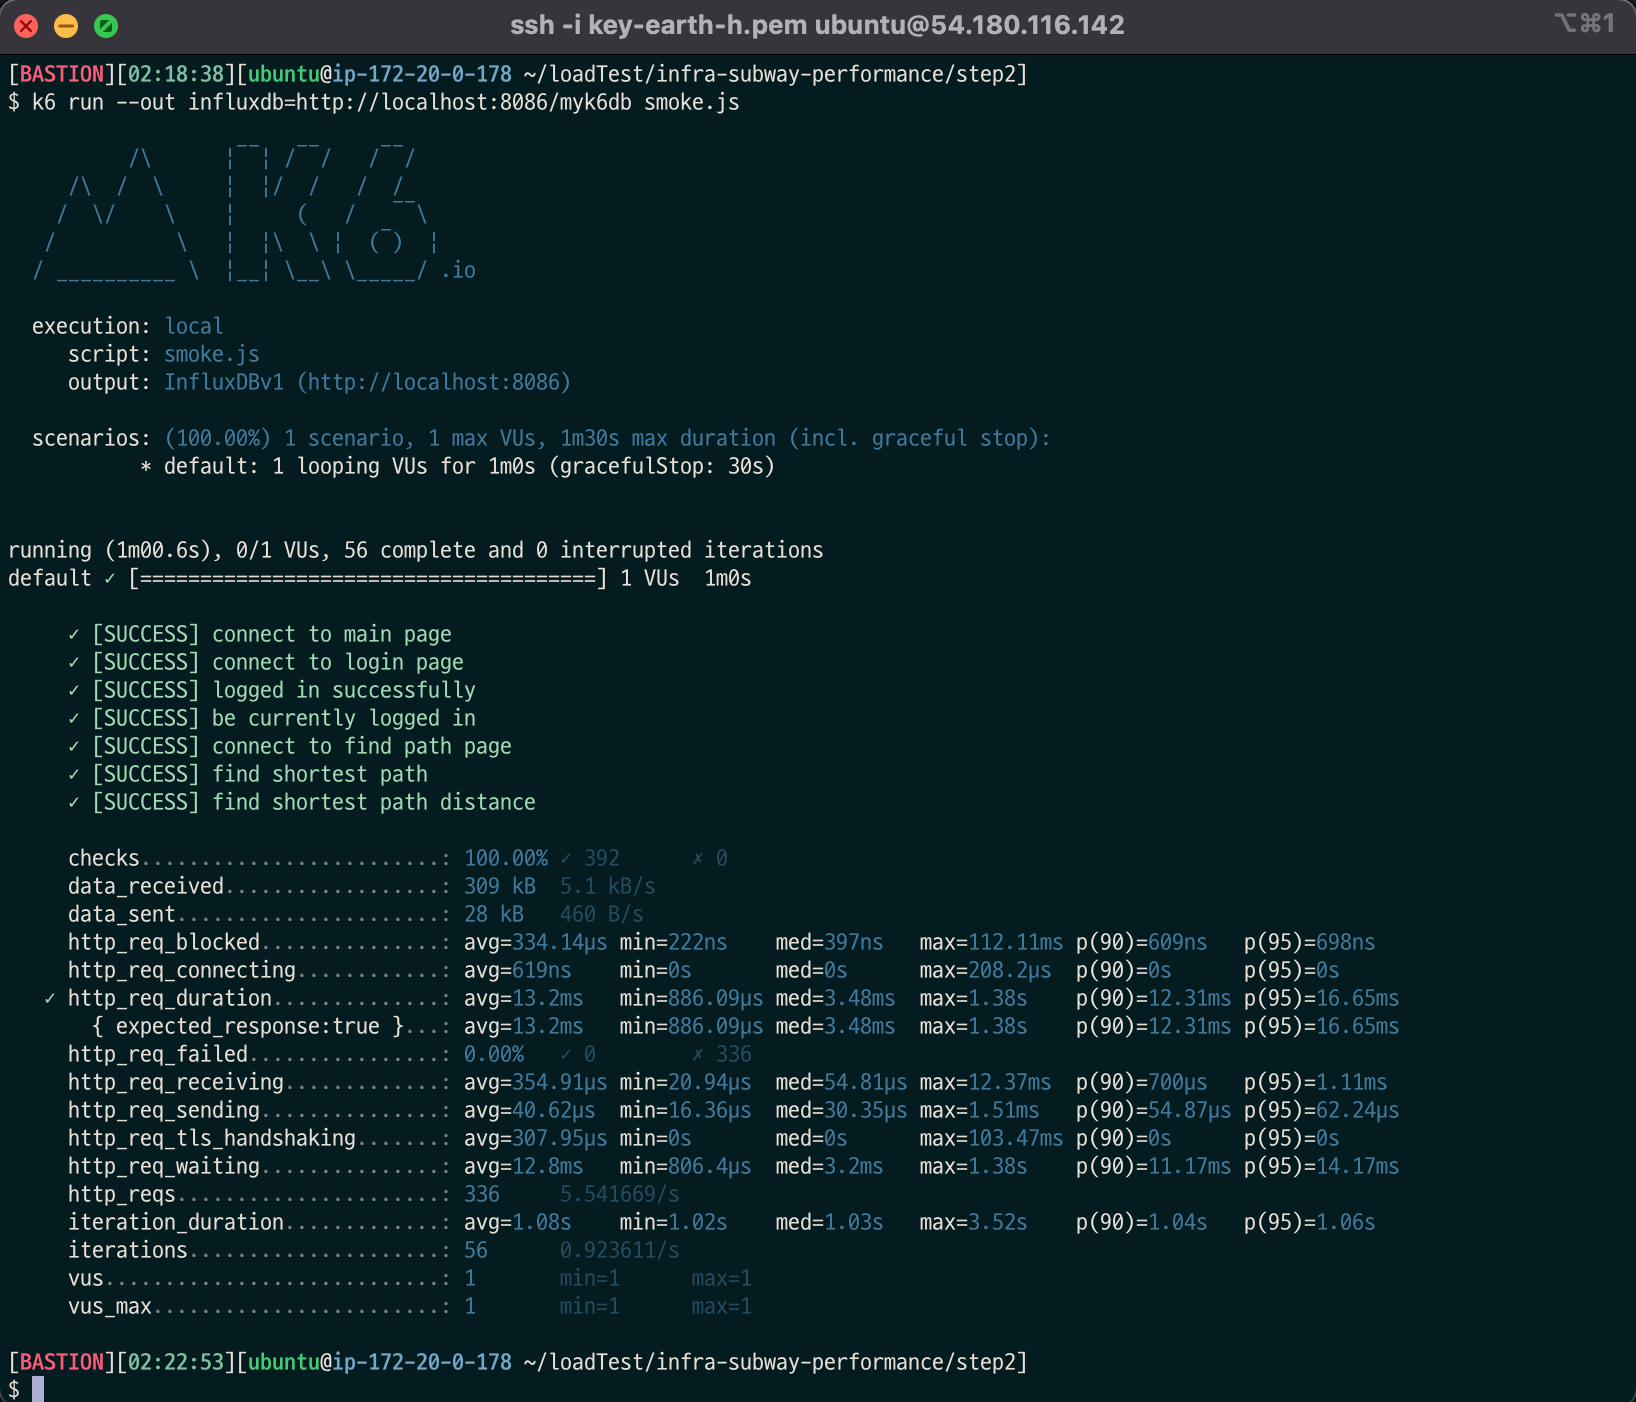 ssh -i key-earth-h.pem ubuntu@54.180.116.142
⌥⌘1
[BASTION][02:18:38][ubuntu@ip-172-20-0-178 ~/loadTest/infra-subway-performance/step2]
$ k6 run --out influxdb=http://localhost:8086/myk6db smoke.js
.io
execution: local
script: smoke.js
output: InfluxDBv1 (http://localhost:8086)
scenarios: (100.00%) 1 scenario, 1 max VUs, 1m30s max duration (incl. graceful stop):
* default: 1 looping VUs for 1m0s (gracefulStop: 30s)
running (1m00.6s), 0/1 VUs, 56 complete and 0 interrupted iterations
default ✓ [======================================] 1 VUs  1m0s
✓ [SUCCESS] connect to main page
✓ [SUCCESS] connect to login page
✓ [SUCCESS] logged in successfully
✓ [SUCCESS] be currently logged in
✓ [SUCCESS] connect to find path page
✓ [SUCCESS] find shortest path
✓ [SUCCESS] find shortest path distance
checks.........................: 100.00% ✓ 392 ✗ 0
data_received..................: 309 kB 5.1 kB/s
data_sent......................: 28 kB 460 B/s
http_req_blocked...............: avg=334.14µs min=222ns med=397ns max=112.11ms p(90)=609ns p(95)=698ns
http_req_connecting............: avg=619ns min=0s med=0s max=208.2µs p(90)=0s p(95)=0s
✓ http_req_duration..............: avg=13.2ms min=886.09µs med=3.48ms max=1.38s p(90)=12.31ms p(95)=16.65ms
{ expected_response:true }...: avg=13.2ms min=886.09µs med=3.48ms max=1.38s p(90)=12.31ms p(95)=16.65ms
http_req_failed................: 0.00% ✓ 0 ✗ 336
http_req_receiving.............: avg=354.91µs min=20.94µs med=54.81µs max=12.37ms p(90)=700µs p(95)=1.11ms
http_req_sending...............: avg=40.62µs min=16.36µs med=30.35µs max=1.51ms p(90)=54.87µs p(95)=62.24µs
http_req_tls_handshaking.......: avg=307.95µs min=0s med=0s max=103.47ms p(90)=0s p(95)=0s
http_req_waiting...............: avg=12.8ms min=806.4µs med=3.2ms max=1.38s p(90)=11.17ms p(95)=14.17ms
http_reqs......................: 336 5.541669/s
iteration_duration.............: avg=1.08s min=1.02s med=1.03s max=3.52s p(90)=1.04s p(95)=1.06s
iterations.....................: 56 0.923611/s
vus............................: 1 min=1 max=1
vus_max........................: 1 min=1 max=1
[BASTION][02:22:53][ubuntu@ip-172-20-0-178 ~/loadTest/infra-subway-performance/step2]
$